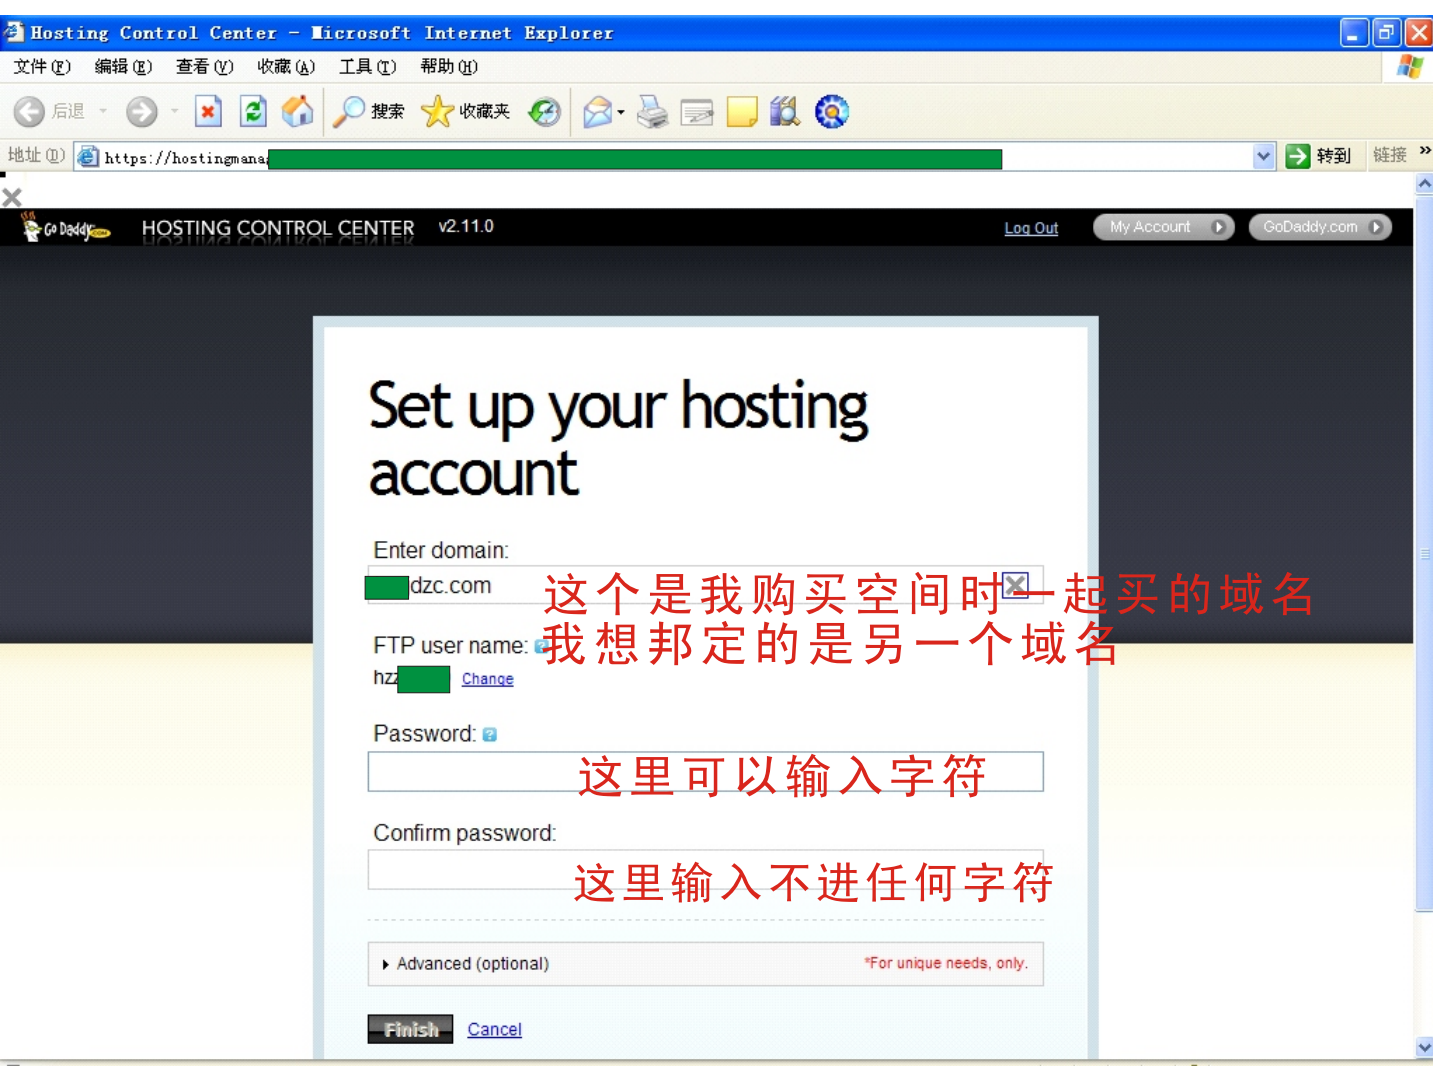 Hosting Control Center - Microsoft Internet Explorer
文件(F) 编辑(E) 查看(V) 收藏(A) 工具(T) 帮助(H)
后退 搜索 收藏夹
地址(D) https://hostingmana 转到 链接 »
Go Daddy.com HOSTING CONTROL CENTER v2.11.0 Log Out My Account GoDaddy.com
Set up your hosting
account
Enter domain:
dzc.com 这个是我购买空间时一起买的域名
FTP user name: 我想邦定的是另一个域名
hzz Change
Password:
这里可以输入字符
Confirm password:
这里输入不进任何字符
Advanced (optional) *For unique needs, only.
Finish Cancel